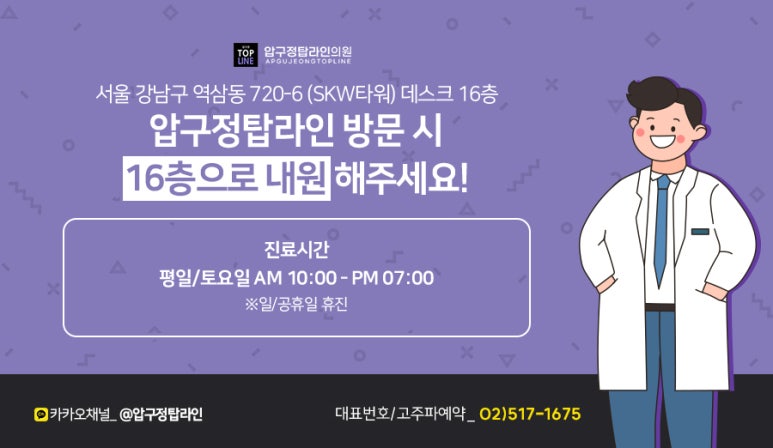 TOP
LINE
압구정탑라인의원
APGUJEONGTOPLINE
서울 강남구 역삼동 720-6 (SKW타워) 데스크 16층
압구정탑라인 방문 시
16층으로 내원 해주세요!
진료시간
평일/토요일 AM 10:00 - PM 07:00
※일/공휴일 휴진
카카오채널_ @압구정탑라인
대표번호/고주파예약_ 02)517-1675